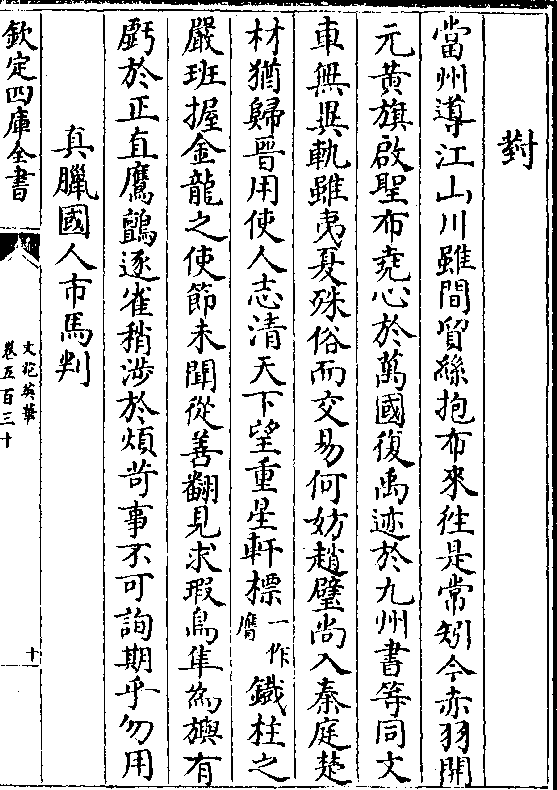 對
當州導江山川雖間貿絲抱布來徃是常矧今赤羽開
元黄旗啟聖布堯心於萬國復禹迹於九州書等同文
車無異軌雖夷夏殊俗而交易何妨趙璧尚入秦庭楚
材猶歸晉用使人志清天下望重星軒標一作膺鐡柱之
嚴班握金龍之使節未聞從善翻見求瑕鳥隼為旟有
虧於正直鷹鸇逐雀稍渉於煩苛事不可詢期乎勿用
真臘國人市馬判
欽定四庫全書
文苑英華
卷五百三十
十